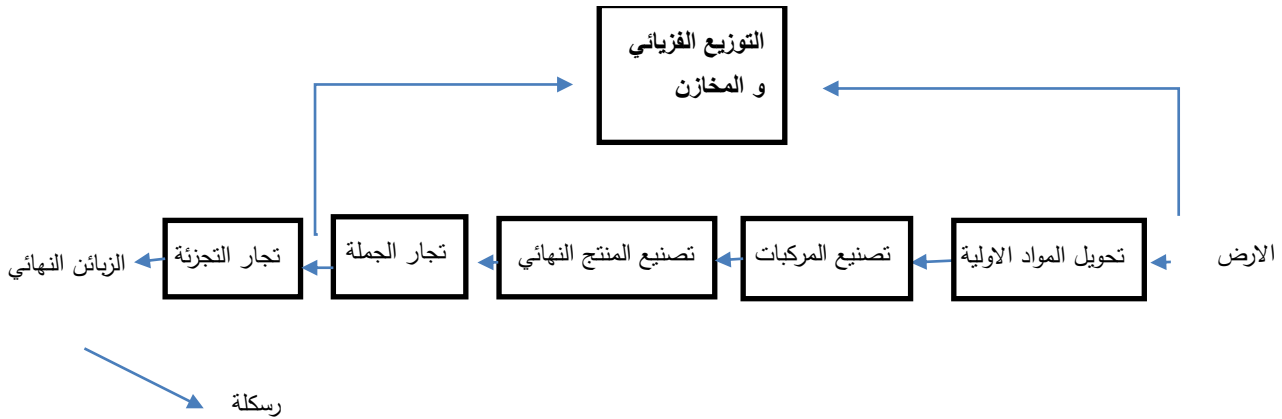 التوزيع الفزيائي
و المخازن
الارض
تحويل المواد الاولية
تصنيع المركبات
تصنيع المنتج النهائي
تجار الجملة
تجار التجزئة
الزبائن النهائي
رسكلة